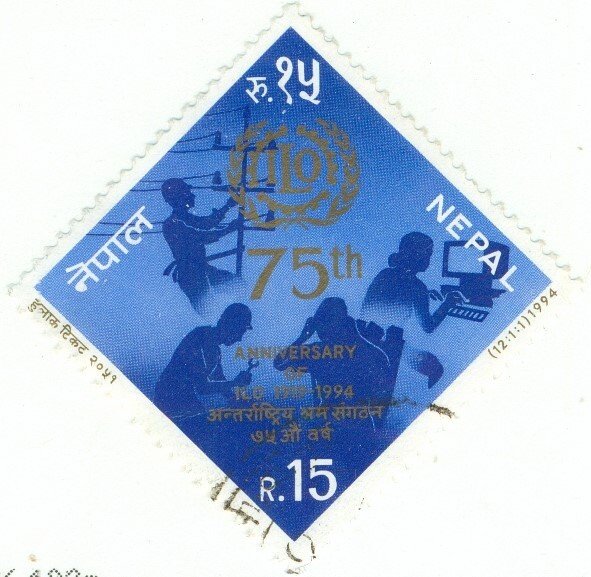 रु. १५
ILO
75th
नेपाल
NEPAL
हुलाक टिकट २०५१
(12:1:1) 1994
ANNIVERSARY
OF
ILO 1919-1994
अन्तर्राष्ट्रिय श्रम संगठन
७५ औं वर्ष
R.15